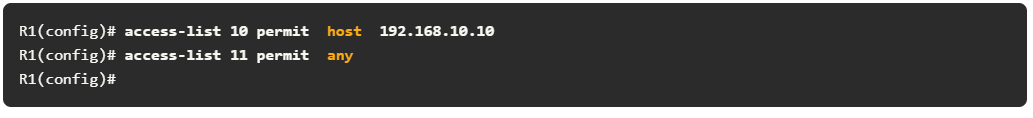 R1(config)# access-list 10 permit host 192.168.10.10
R1(config)# access-list 11 permit any
R1(config)#